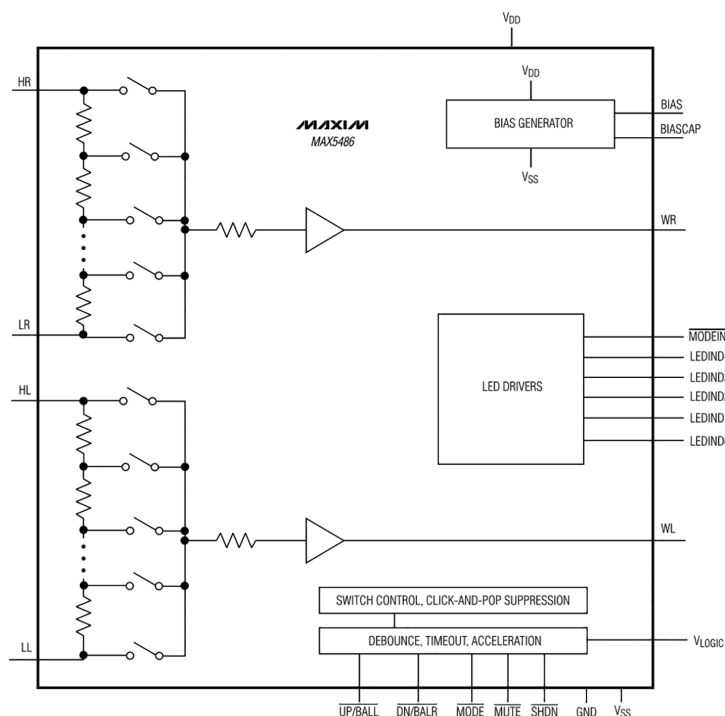 VDD
HR
VDD
MAXIM
MAX5486
BIAS GENERATOR
BIAS
BIASCAP
VSS
WR
LR
MODEIN
LED DRIVERS
HL
WL
SWITCH CONTROL, CLICK-AND-POP SUPPRESSION
DEBOUNCE, TIMEOUT, ACCELERATION
VLOGIC
LL
UP/BALL
DN/BALR
MODE
MUTE
SHDN
GND
VSS